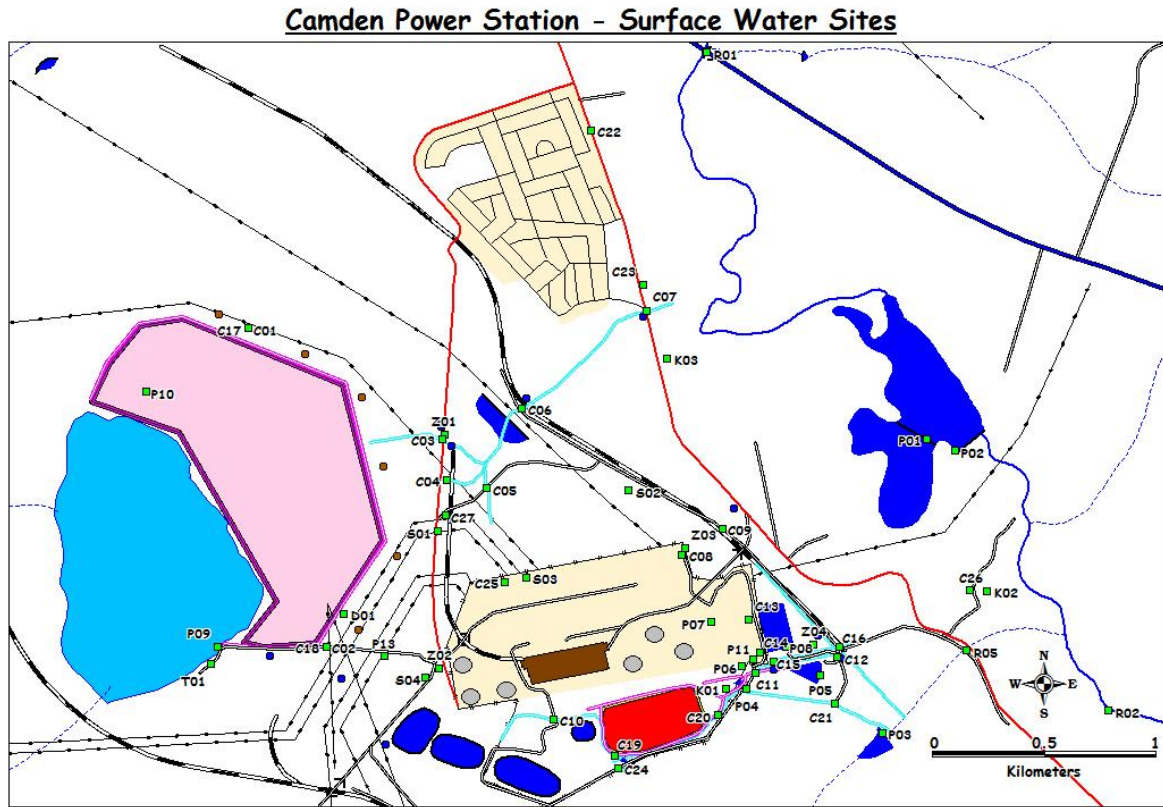 Camden Power Station - Surface Water Sites
R01
C22
C23
C07
C17
C01
K03
P10
C06
Z01
C03
P01
P02
C04
C05
S02
C27
S01
C09
Z03
C08
C25
S03
C26
K02
D01
C13
P07
P09
C18
C02
P13
Z02
C14
Z04
C16
P08
P11
C15
C12
R05
T01
S04
P06
C11
P05
N
W
E
S
K01
P04
C20
C21
R02
C10
P03
C19
C24
0
0.5
1
Kilometers